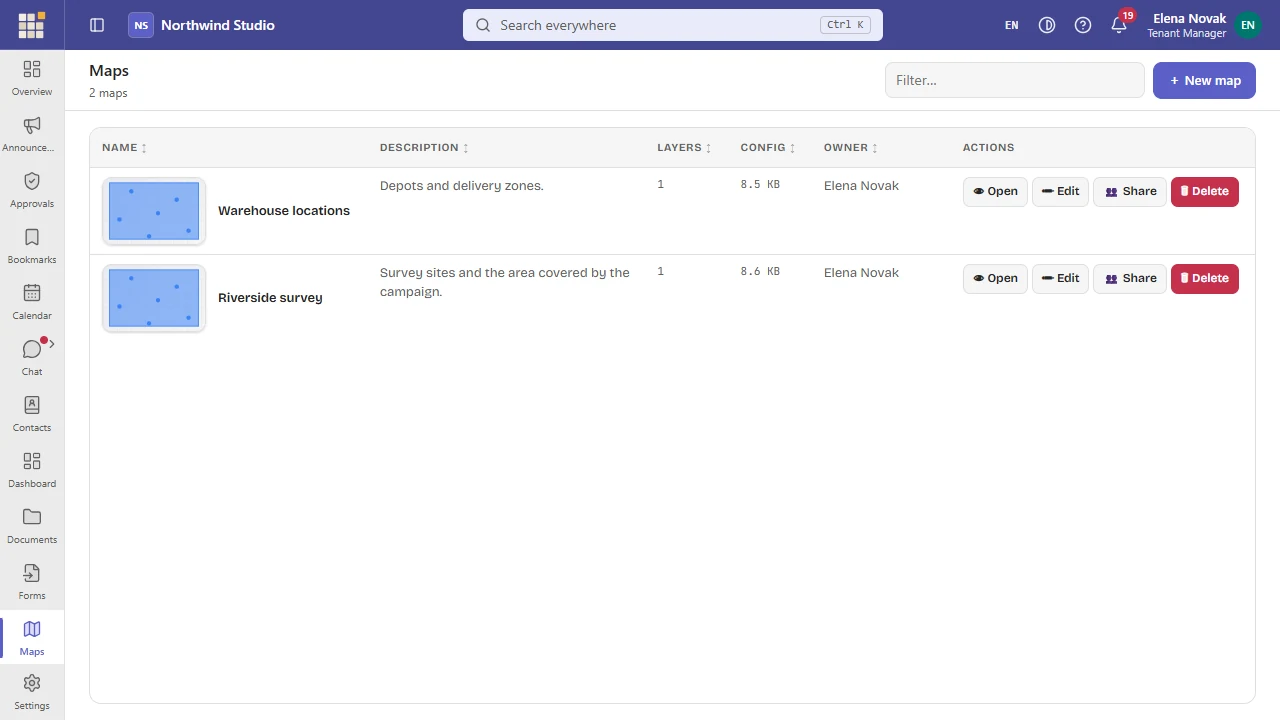 NS Northwind Studio
Search everywhere Ctrl K
EN
19
Elena Novak
Tenant Manager
EN
Overview
Announce...
Approvals
Bookmarks
Calendar
Chat
Contacts
Dashboard
Documents
Forms
Maps
Settings
Maps
2 maps
Filter...
+ New map
NAME DESCRIPTION LAYERS CONFIG OWNER ACTIONS
Warehouse locations
Depots and delivery zones.
1
8.5 KB
Elena Novak
Open Edit Share Delete
Riverside survey
Survey sites and the area covered by the
campaign.
1
8.6 KB
Elena Novak
Open Edit Share Delete